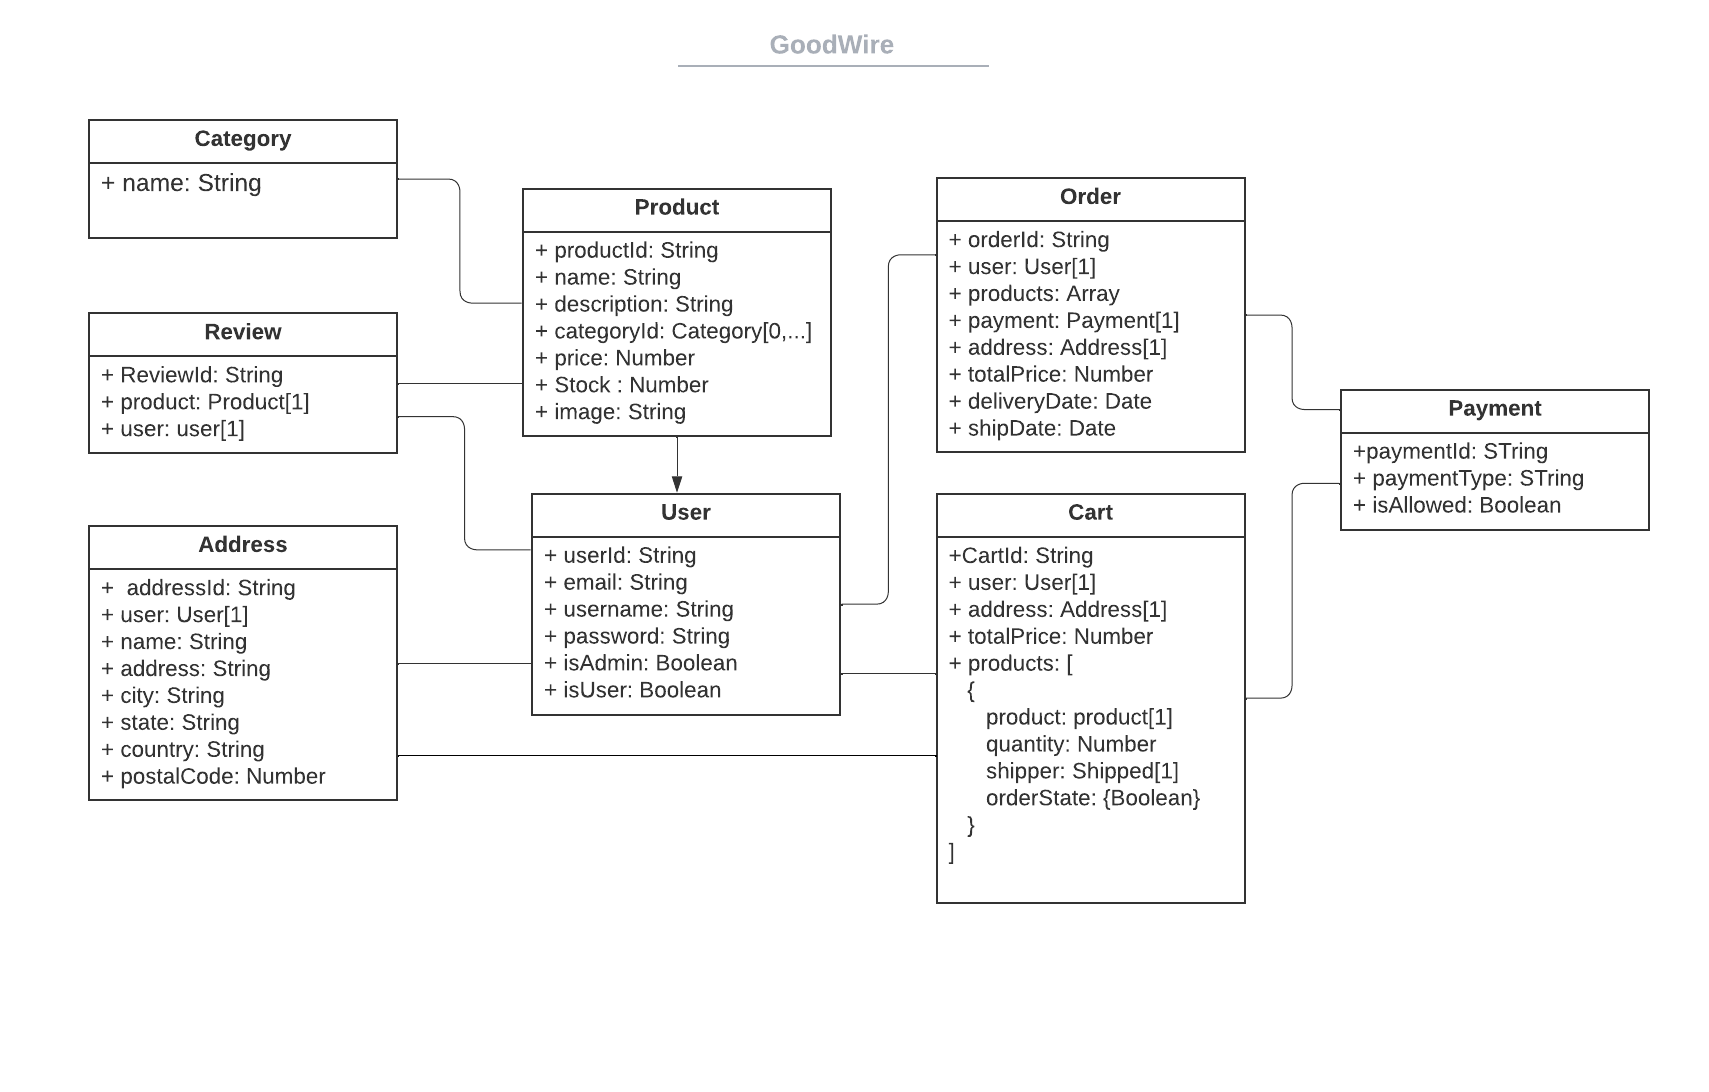 GoodWire
Category
+ name: String
Review
+ ReviewId: String
+ product: Product[1]
+ user: user[1]
Address
+  addressId: String
+ user: User[1]
+ name: String
+ address: String
+ city: String
+ state: String
+ country: String
+ postalCode: Number
Product
+ productId: String
+ name: String
+ description: String
+ categoryId: Category[0,...]
+ price: Number
+ Stock : Number
+ image: String
User
+ userId: String
+ email: String
+ username: String
+ password: String
+ isAdmin: Boolean
+ isUser: Boolean
Order
+ orderId: String
+ user: User[1]
+ products: Array
+ payment: Payment[1]
+ address: Address[1]
+ totalPrice: Number
+ deliveryDate: Date
+ shipDate: Date
Cart
+CartId: String
+ user: User[1]
+ address: Address[1]
+ totalPrice: Number
+ products: [
{
product: product[1]
quantity: Number
shipper: Shipped[1]
orderState: {Boolean}
}
]
Payment
+paymentId: STring
+ paymentType: STring
+ isAllowed: Boolean